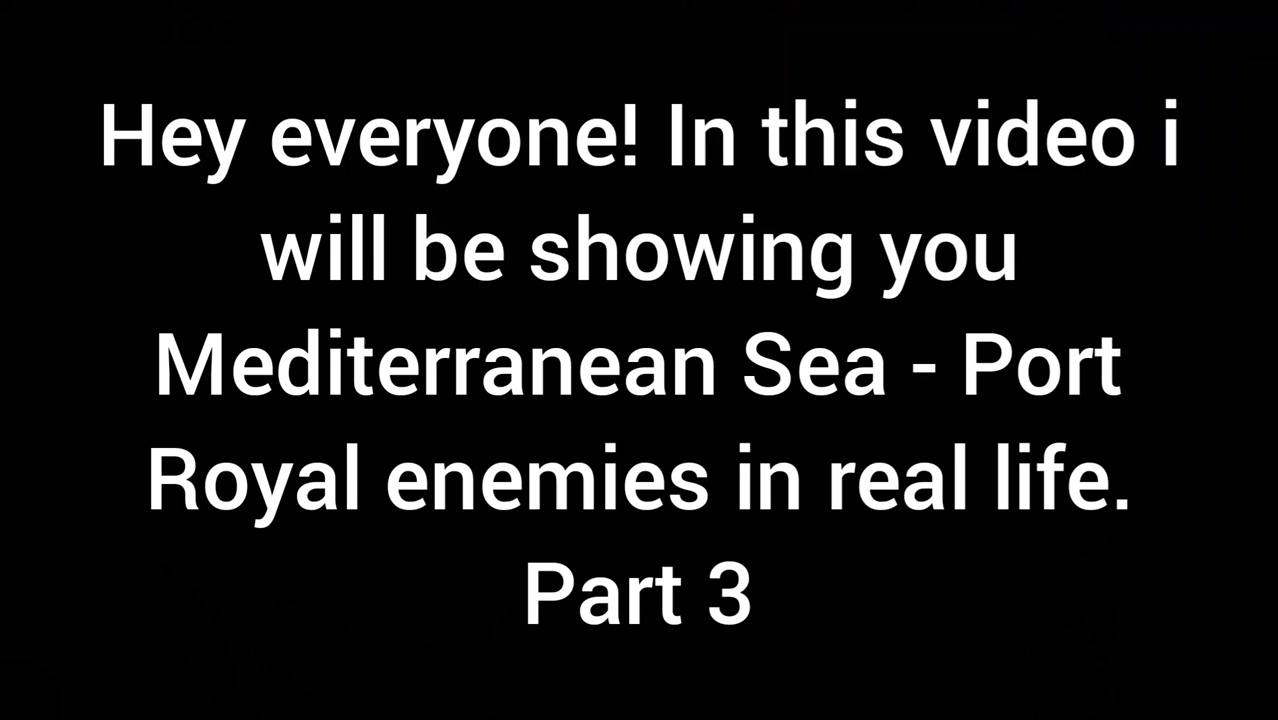 Hey everyone! In this video i
will be showing you
Mediterranean Sea - Port
Royal enemies in real life.
Part 3